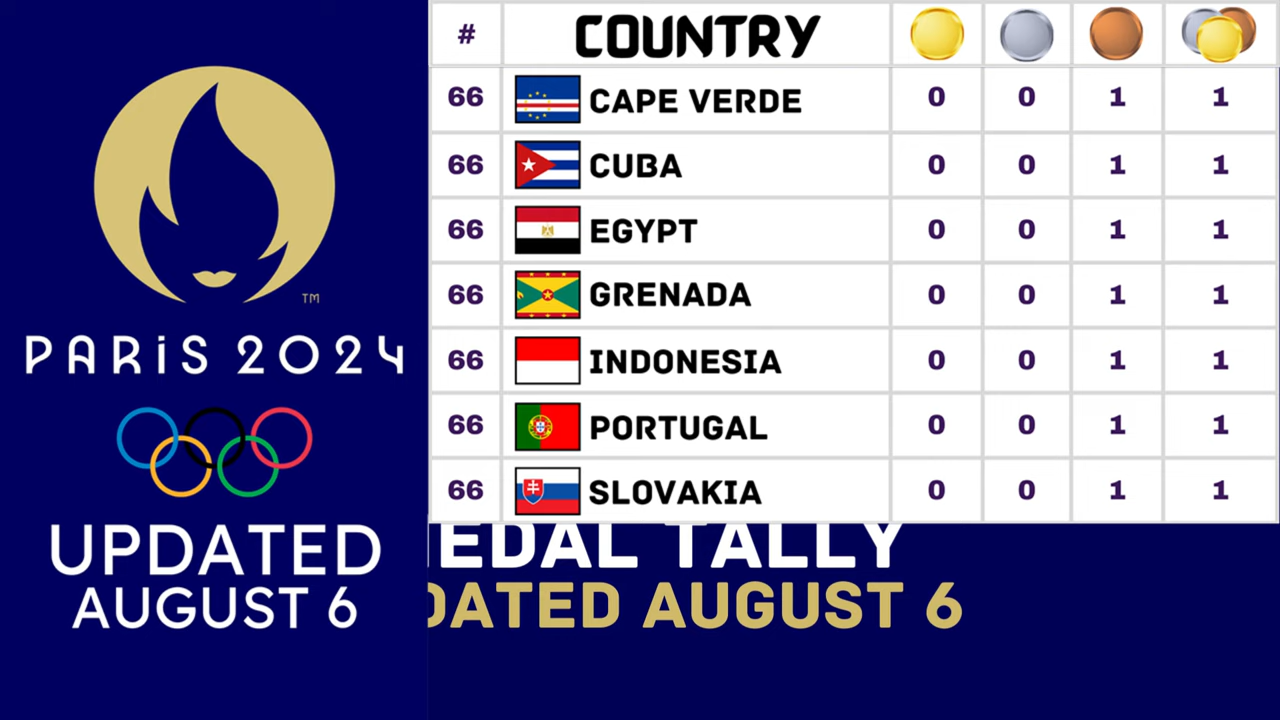 TM
PARIS 2024
UPDATED
AUGUST 6
# COUNTRY
66 CAPE VERDE 0 0 1 1
66 CUBA 0 0 1 1
66 EGYPT 0 0 1 1
66 GRENADA 0 0 1 1
66 INDONESIA 0 0 1 1
66 PORTUGAL 0 0 1 1
66 SLOVAKIA 0 0 1 1
EDAL TALLY
DATED AUGUST 6